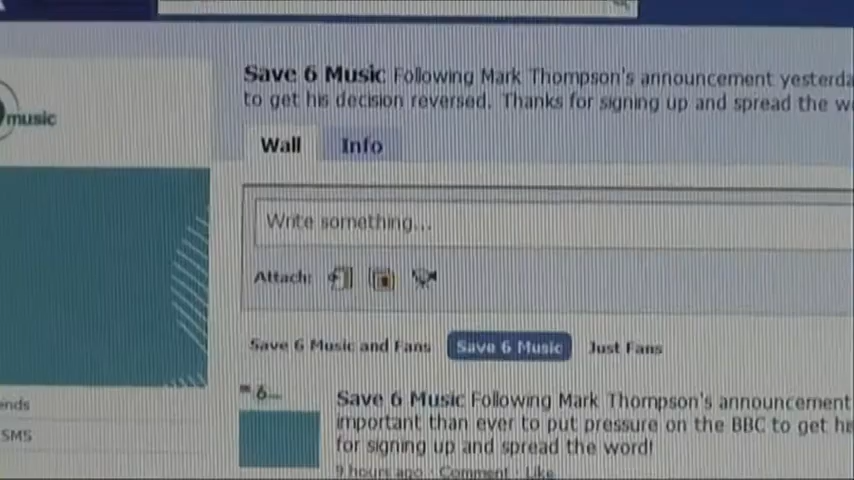 Save 6 Music Following Mark Thompson's announcement
music
to get his decision reversed. Thanks for signing up and spread the
Wall Info
Write something...
Attach:
Save 6 Music and Fans Save 6 Music Just Fans
6
Save 6 Music Following Mark Thompson's announcement
important than ever to put pressure on the BBC to get
SMS
for signing up and spread the word!
9 hours ago · Comment · Like